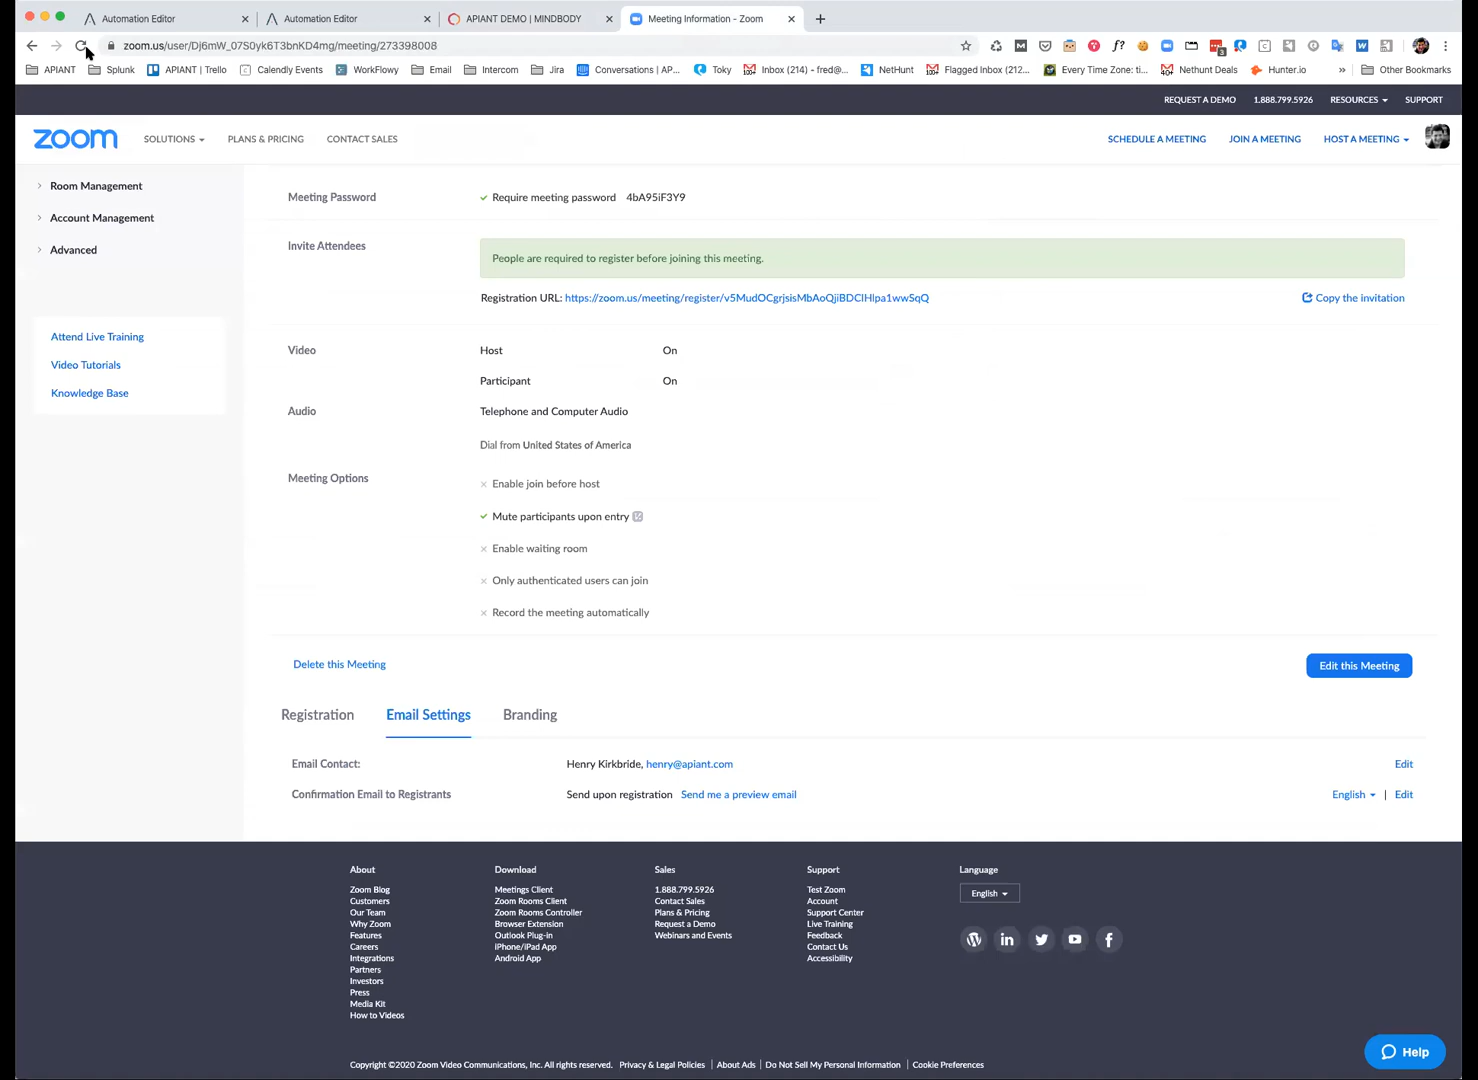 Automation Editor
Automation Editor
APIANT DEMO | MINDBODY
Meeting Information - Zoom
zoom.us/user/Dj6mW_07S0yk6T3bnKD4mg/meeting/273398008
APIANT
Splunk
APIANT | Trello
Calendly Events
WorkFlowy
Email
Intercom
Jira
Conversations | AP...
Toky
Inbox (214) - fred@...
NetHunt
Flagged Inbox (212...
Every Time Zone: ti...
Nethunt Deals
Hunter.io
»
Other Bookmarks
REQUEST A DEMO
1.888.799.5926
RESOURCES
SUPPORT
zoom
SOLUTIONS
PLANS & PRICING
CONTACT SALES
SCHEDULE A MEETING
JOIN A MEETING
HOST A MEETING
Room Management
Account Management
Advanced
Attend Live Training
Video Tutorials
Knowledge Base
Meeting Password
Require meeting password 4bA95iF3Y9
Invite Attendees
People are required to register before joining this meeting.
Registration URL: https://zoom.us/meeting/register/v5MudOCgrjsisMbAoQjiBDClHlpa1wwSqQ
Copy the invitation
Video
Host On
Participant On
Audio
Telephone and Computer Audio
Dial from United States of America
Meeting Options
Enable join before host
Mute participants upon entry
Enable waiting room
Only authenticated users can join
Record the meeting automatically
Delete this Meeting
Edit this Meeting
Registration
Email Settings
Branding
Email Contact:
Henry Kirkbride, henry@apiant.com
Edit
Confirmation Email to Registrants
Send upon registration Send me a preview email
English | Edit
About
Zoom Blog
Customers
Our Team
Why Zoom
Features
Careers
Integrations
Partners
Investors
Press
Media Kit
How to Videos
Download
Meetings Client
Zoom Rooms Client
Zoom Rooms Controller
Browser Extension
Outlook Plug-in
iPhone/iPad App
Android App
Sales
1.888.799.5926
Contact Sales
Plans & Pricing
Request a Demo
Webinars and Events
Support
Test Zoom
Account
Support Center
Live Training
Feedback
Contact Us
Accessibility
Language
English
Copyright ©2020 Zoom Video Communications, Inc. All rights reserved. Privacy & Legal Policies | About Ads | Do Not Sell My Personal Information | Cookie Preferences
Help